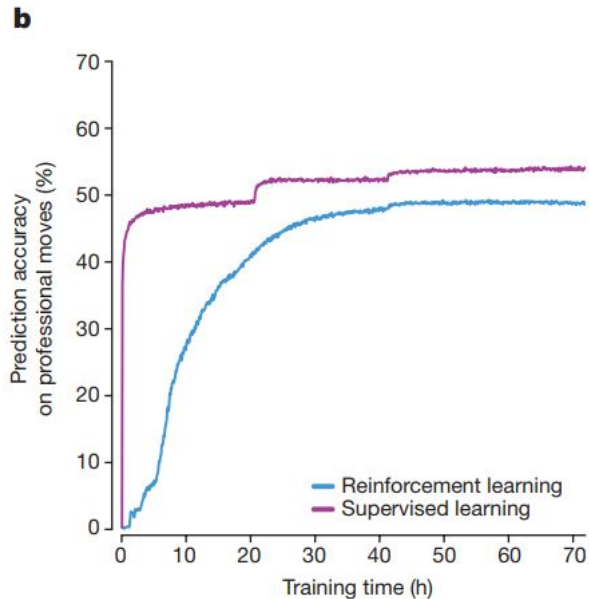 b
70
60
50
40
30
20
10
0
Prediction accuracy
on professional moves (%)
Reinforcement learning
Supervised learning
0 10 20 30 40 50 60 70
Training time (h)